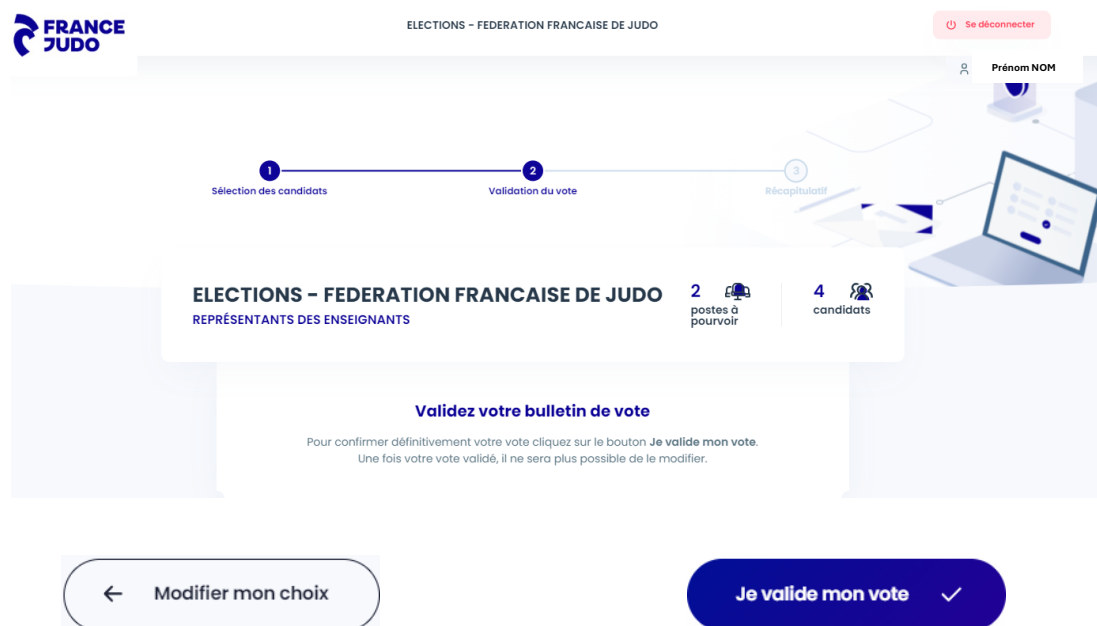 FRANCE
JUDO
ELECTIONS - FEDERATION FRANCAISE DE JUDO
Se déconnecter
Prénom NOM
1
2
3
Sélection des candidats
Validation du vote
Récapitulatif
ELECTIONS - FEDERATION FRANCAISE DE JUDO
REPRÉSENTANTS DES ENSEIGNANTS
2
postes à
pourvoir
4
candidats
Validez votre bulletin de vote
Pour confirmer définitivement votre vote cliquez sur le bouton Je valide mon vote.
Une fois votre vote validé, il ne sera plus possible de le modifier.
Modifier mon choix
Je valide mon vote